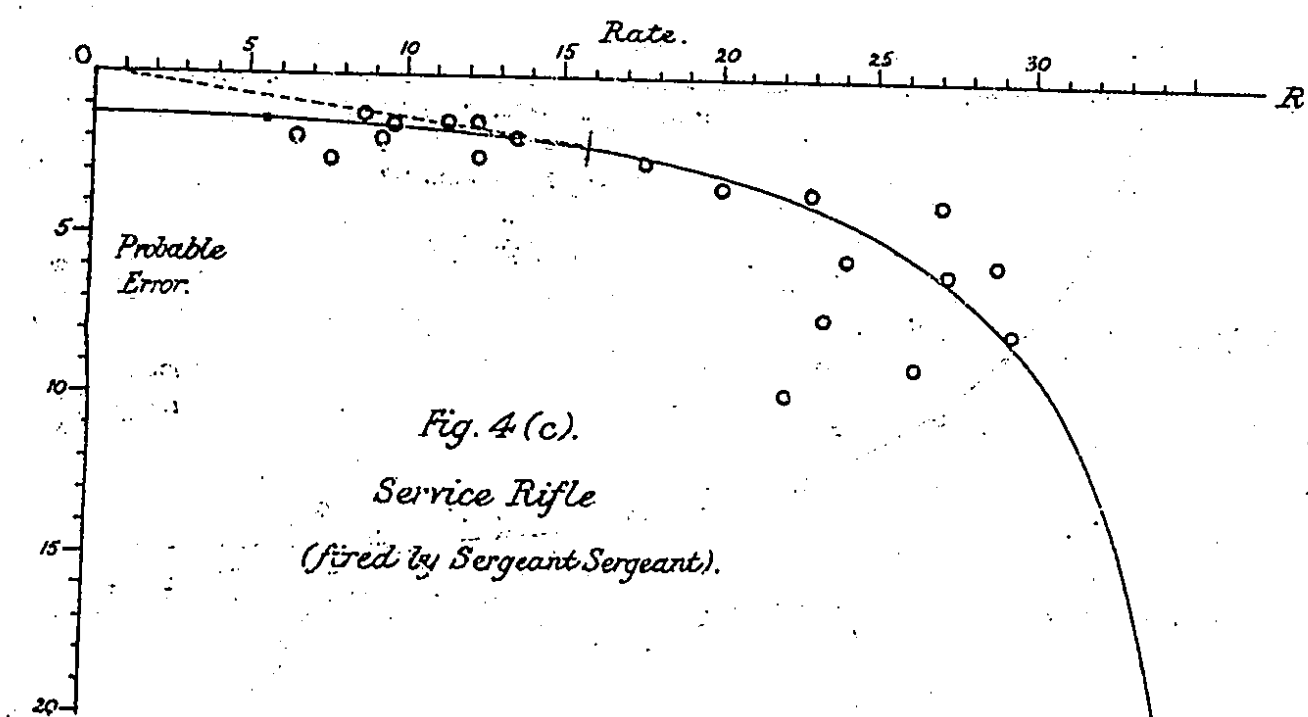 Rate.
0 5 10 15 20 25 30
R
Probable
Error.
5
10
15
20
Fig. 4 (c).
Service Rifle
(fired by Sergeant Sergeant).